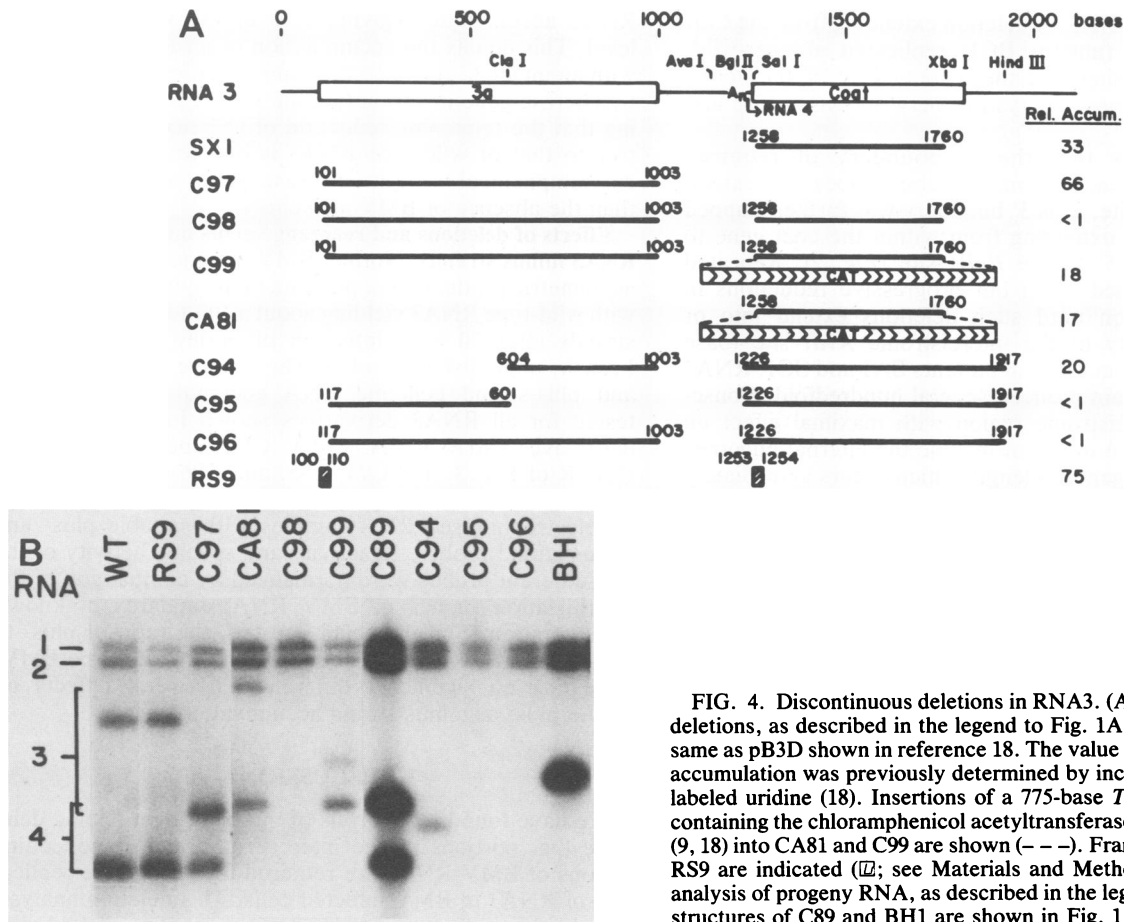 A
0 500 1000 1500 2000 bases
Cla I Ava I Bgl II Sal I Xba I Hind III
RNA 3 3a An Coat
RNA 4
Rel. Accum.
SX1 1258 1760 33
C97 101 1003 66
C98 101 1003 1258 1760 <1
C99 101 1003 1258 1760 18
CAT
CA81 1258 1760 17
CAT
C94 604 1003 1226 1917 20
C95 117 601 1226 1917
C96 117 1003 1226 1917 <1
RS9 100 110 1253 1254 75
B
RNA
WT RS9 C97 CA81 C98 C99 C89 C94 C95 C96 BH1
1
2
3
4
FIG. 4. Discontinuous deletions in RNA3. (A
deletions, as described in the legend to Fig. 1A
same as pB3D shown in reference 18. The value
accumulation was previously determined by inc
labeled uridine (18). Insertions of a 775-base T
containing the chloramphenicol acetyltransferase
(9, 18) into CA81 and C99 are shown (– – –). Fran
RS9 are indicated (; see Materials and Meth
analysis of progeny RNA, as described in the leg
structures of C89 and BH1 are shown in Fig. 1